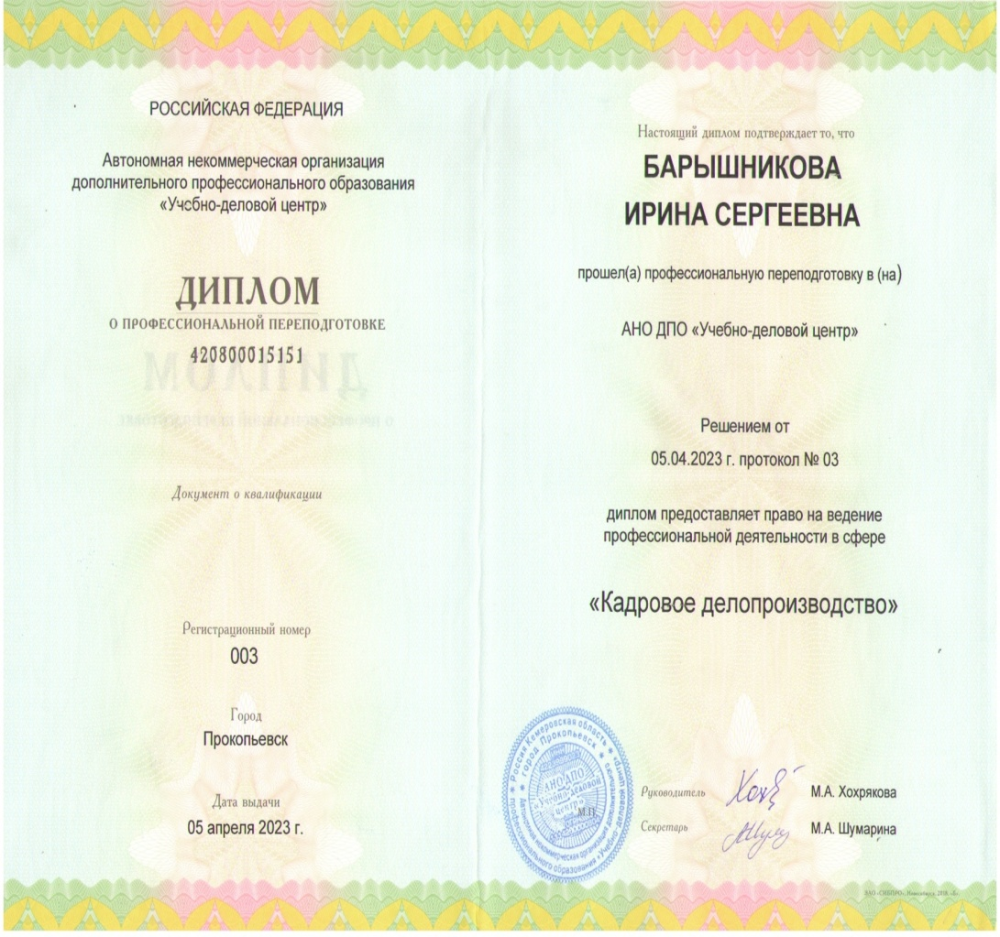 РОССИЙСКАЯ ФЕДЕРАЦИЯ
Автономная некоммерческая организация
дополнительного профессионального образования
«Учебно-деловой центр»
ДИПЛОМ
О ПРОФЕССИОНАЛЬНОЙ ПЕРЕПОДГОТОВКЕ
420800015151
Документ о квалификации
Регистрационный номер
003
Город
Прокопьевск
Дата выдачи
05 апреля 2023 г.
Настоящий диплом подтверждает то, что
БАРЫШНИКОВА
ИРИНА СЕРГЕЕВНА
прошел(а) профессиональную переподготовку в (на)
АНО ДПО «Учебно-деловой центр»
Решением от
05.04.2023 г. протокол № 03
диплом предоставляет право на ведение
профессиональной деятельности в сфере
«Кадровое делопроизводство»
Россия Кемеровская область
город Прокопьевск
Автономная некоммерческая организация дополнительного
профессионального образования «Учебно-деловой центр»
АНО ДПО
«Учебно-деловой
центр»
М.П.
Руководитель
М.А. Хохрякова
Секретарь
М.А. Шумарина
ЗАО «СИБПРО», Новосибирск, 2018, «Б».